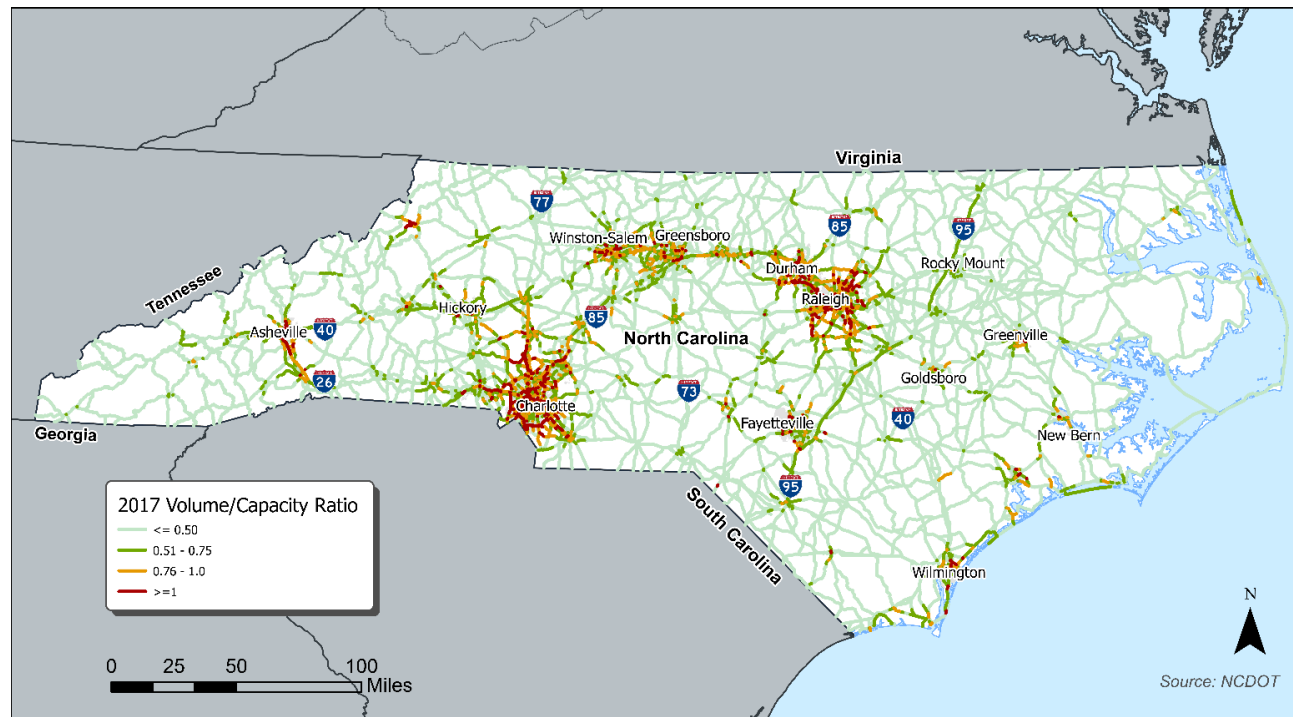 Virginia
77
85
95
Winston-Salem
Greensboro
Durham
Rocky Mount
Tennessee
Raleigh
Hickory
85
Asheville
40
North Carolina
Greenville
26
Goldsboro
Charlotte
73
Fayetteville
40
Georgia
New Bern
95
South Carolina
Wilmington
2017 Volume/Capacity Ratio
<= 0.50
0.51 - 0.75
0.76 - 1.0
>=1
N
0 25 50 100
Miles
Source: NCDOT